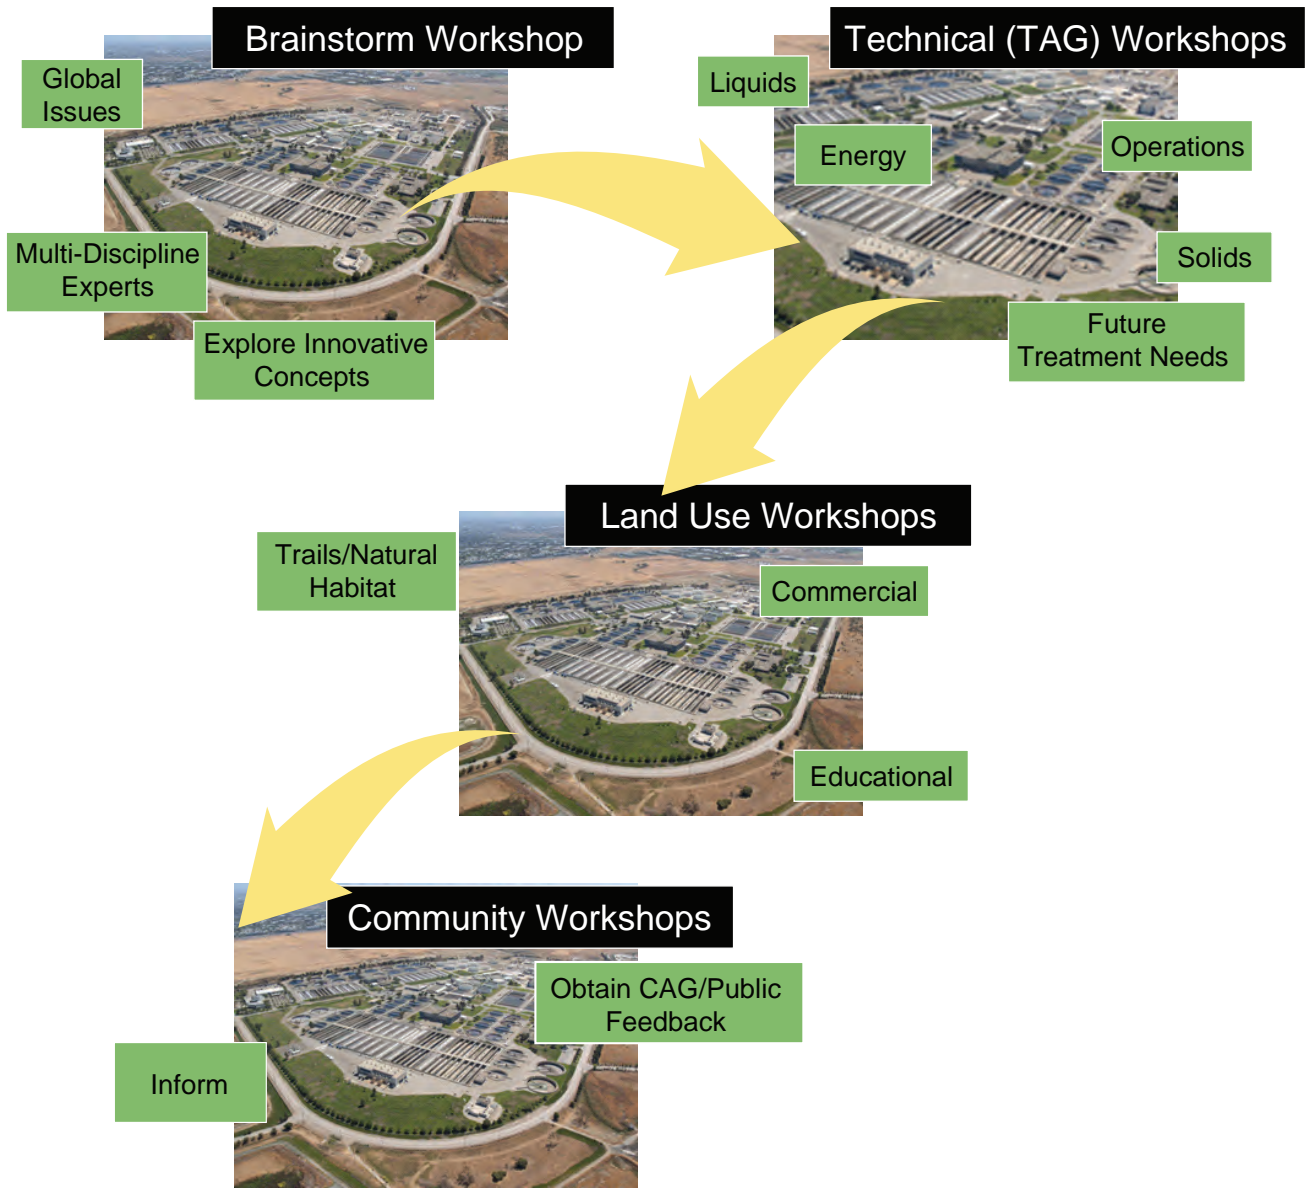 Brainstorm Workshop
Global
Issues
Multi-Discipline
Experts
Explore Innovative
Concepts
Technical (TAG) Workshops
Liquids
Energy
Operations
Solids
Future
Treatment Needs
Land Use Workshops
Trails/Natural
Habitat
Commercial
Educational
Community Workshops
Obtain CAG/Public
Feedback
Inform